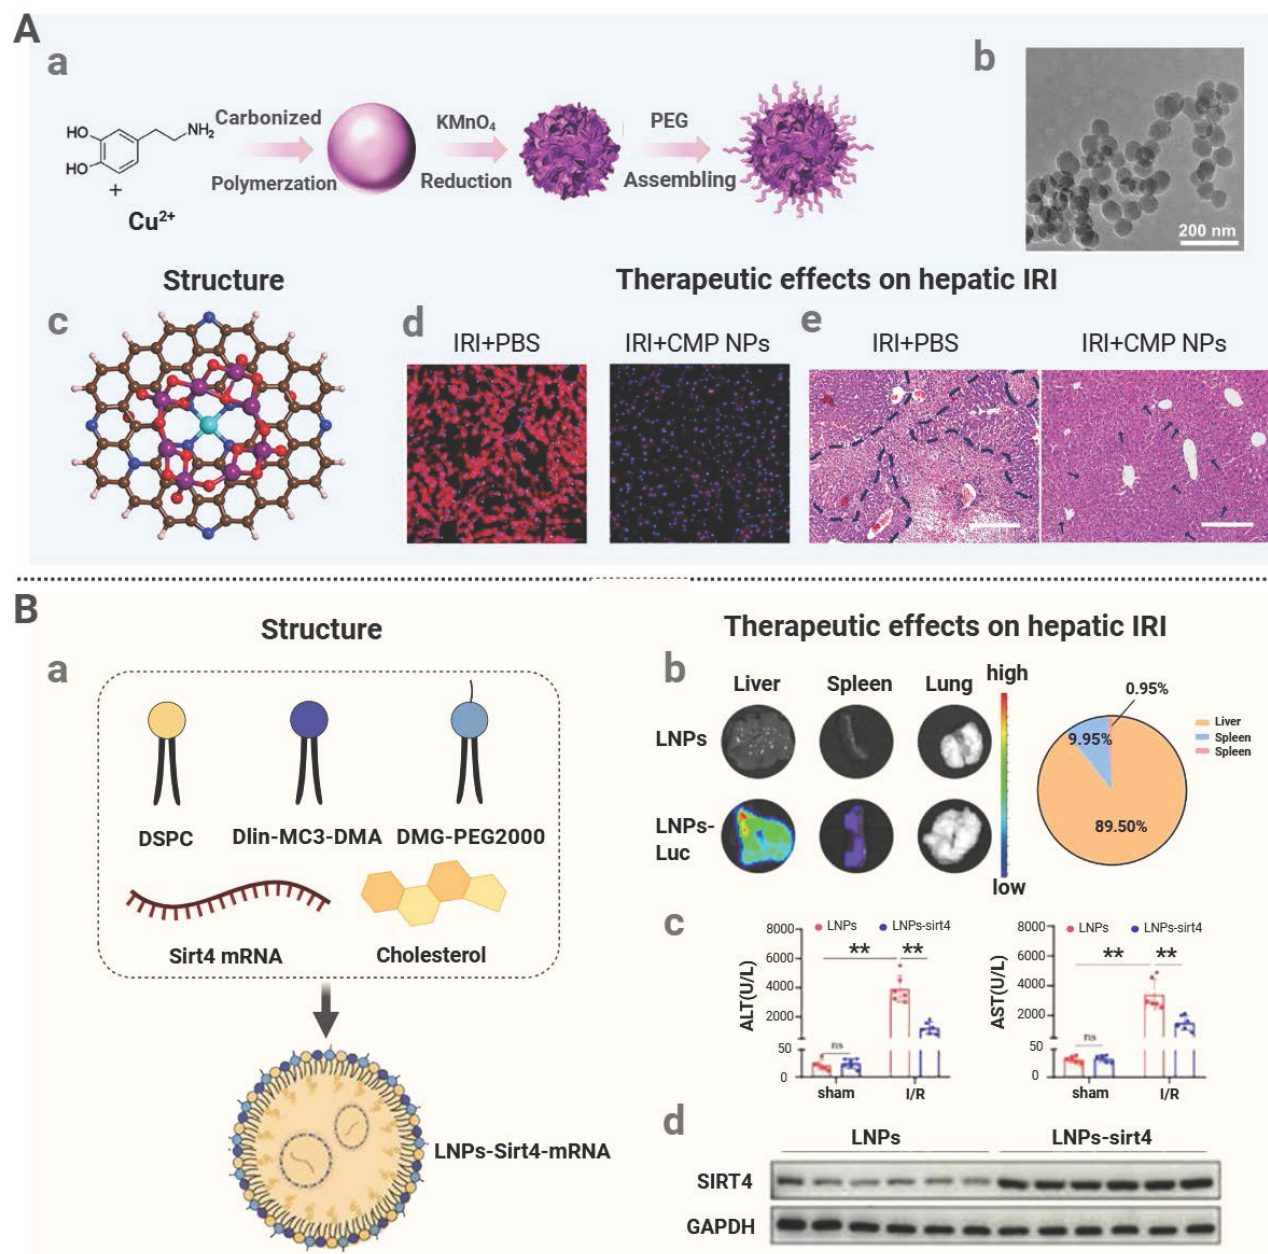 A
a
HO
HO
NH₂
+
Cu²⁺
Carbonized
Polymerzation
KMnO₄
Reduction
PEG
Assembling
b
200 nm
Structure
Therapeutic effects on hepatic IRI
c
d
IRI+PBS
IRI+CMP NPs
e
IRI+PBS
IRI+CMP NPs
B
Structure
a
DSPC
Dlin-MC3-DMA
DMG-PEG2000
Sirt4 mRNA
Cholesterol
LNPs-Sirt4-mRNA
Therapeutic effects on hepatic IRI
b
Liver
Spleen
Lung
high
LNPs
LNPs-
Luc
low
0.95%
9.95%
89.50%
Liver
Spleen
Spleen
c
LNPs
LNPs-sirt4
ALT(U/L)
8000
6000
4000
2000
50
0
**
**
ns
sham
I/R
LNPs
LNPs-sirt4
AST(U/L)
8000
6000
4000
2000
50
0
**
**
ns
sham
I/R
d
LNPs
LNPs-sirt4
SIRT4
GAPDH